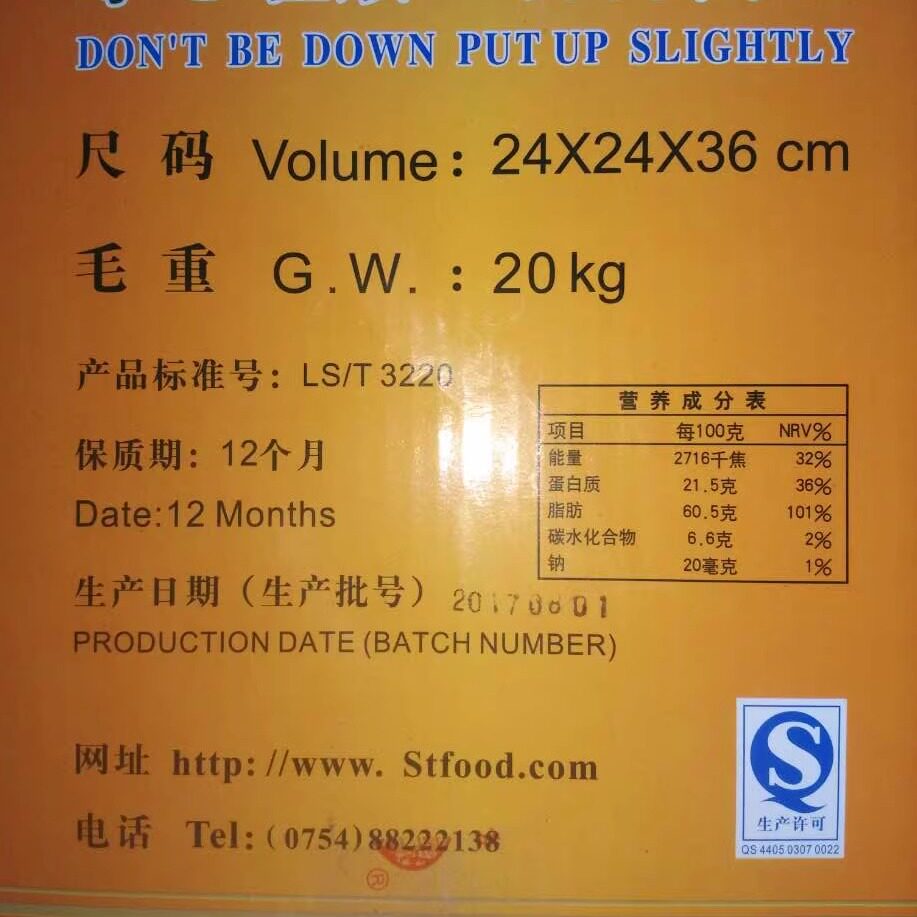 DON'T BE DOWN PUT UP SLIGHTLY
尺 码 Volume: 24X24X36 cm
毛 重 G.W. : 20kg
产品标准号: LS/T 3220
保质期: 12个月
Date:12 Months
营养成分表
项目 每100克 NRV%
能量 2716千焦 32%
蛋白质 21.5克 36%
脂肪 60.5克 101%
碳水化合物 6.6克 2%
钠 20毫克 1%
生产日期（生产批号） 20170801
PRODUCTION DATE (BATCH NUMBER)
网址 http://www. Stfood.com
电话 Tel:(0754)88222138
®
生产许可
QS 4405 0307 0022